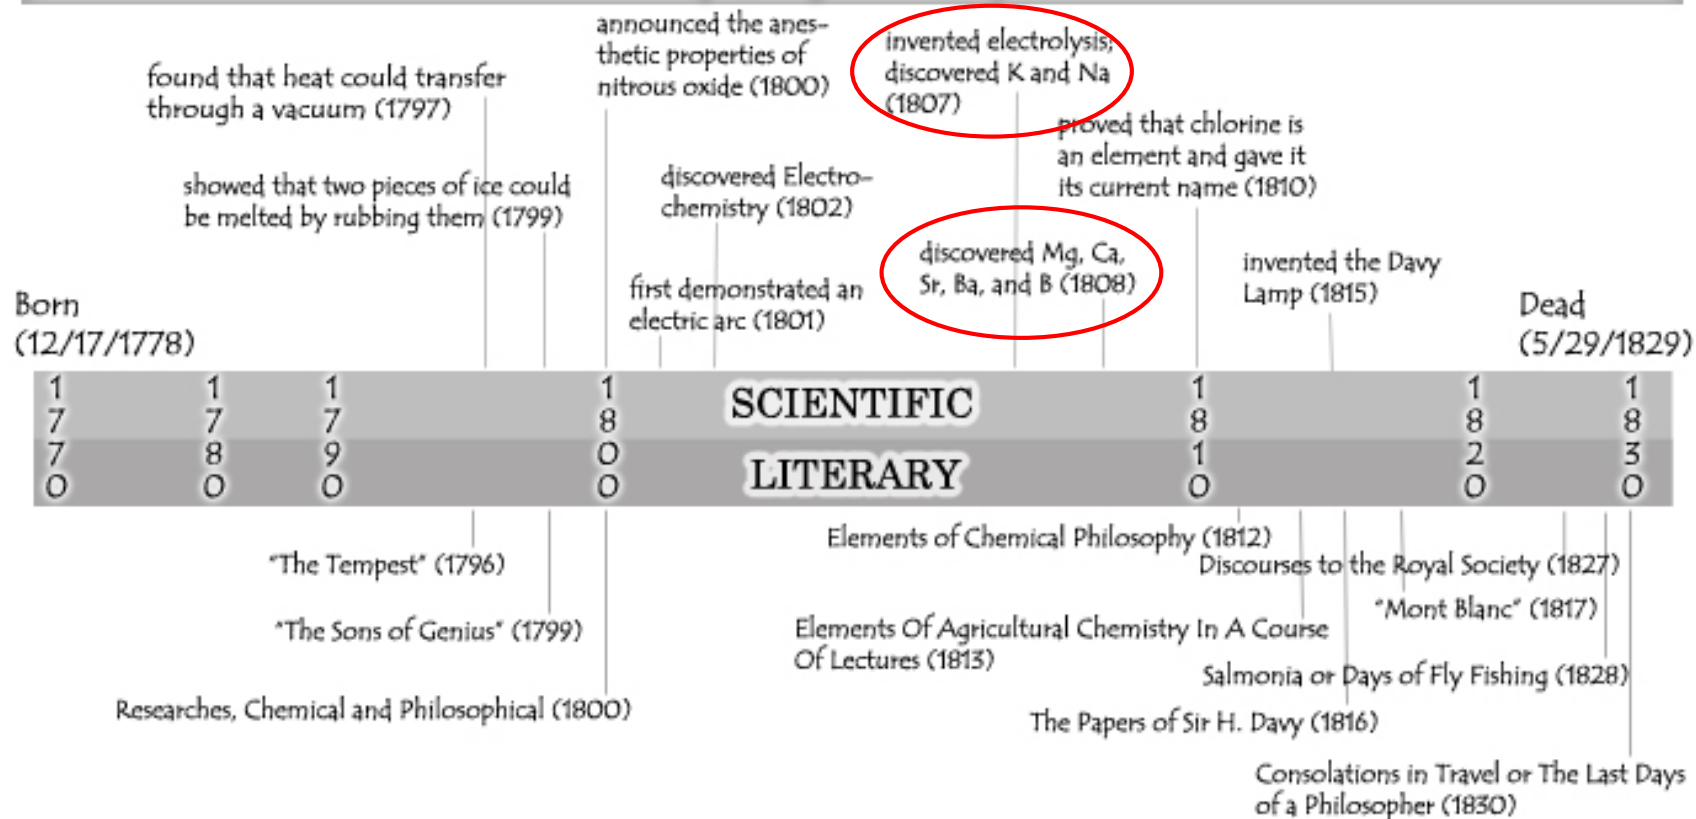 announced the anes-
thetic properties of
nitrous oxide (1800)
invented electrolysis;
discovered K and Na
(1807)
found that heat could transfer
through a vacuum (1797)
proved that chlorine is
an element and gave it
its current name (1810)
showed that two pieces of ice could
be melted by rubbing them (1799)
discovered Electro-
chemistry (1802)
discovered Mg, Ca,
Sr, Ba, and B (1808)
invented the Davy
Lamp (1815)
first demonstrated an
electric arc (1801)
Born
(12/17/1778)
Dead
(5/29/1829)
1770
1780
1790
1800
SCIENTIFIC
LITERARY
1810
1820
1830
"The Tempest" (1796)
"The Sons of Genius" (1799)
Researches, Chemical and Philosophical (1800)
Elements of Chemical Philosophy (1812)
Discourses to the Royal Society (1827)
"Mont Blanc" (1817)
Elements Of Agricultural Chemistry In A Course
Of Lectures (1813)
Salmonia or Days of Fly Fishing (1828)
The Papers of Sir H. Davy (1816)
Consolations in Travel or The Last Days
of a Philosopher (1830)